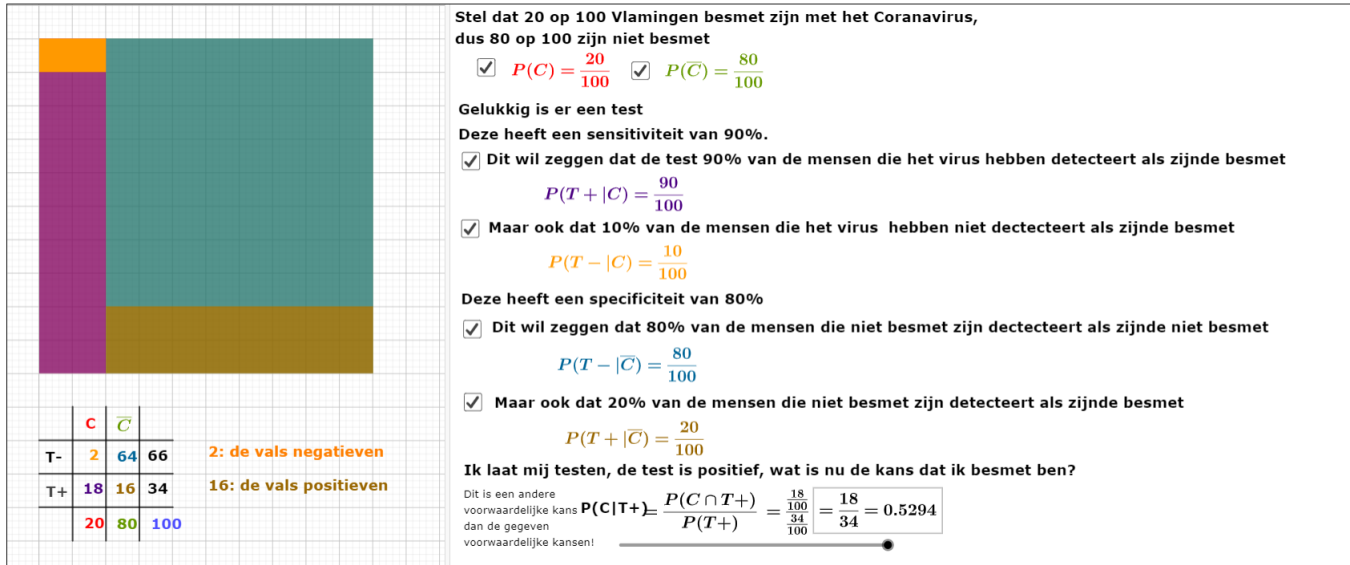 Stel dat 20 op 100 Vlamingen besmet zijn met het Coranavirus,
dus 80 op 100 zijn niet besmet
P(C) = 20/100 P(C̅) = 80/100
Gelukkig is er een test
Deze heeft een sensitiviteit van 90%.
Dit wil zeggen dat de test 90% van de mensen die het virus hebben detecteert als zijnde besmet
P(T + |C) = 90/100
Maar ook dat 10% van de mensen die het virus hebben niet dectecteert als zijnde besmet
P(T − |C) = 10/100
Deze heeft een specificiteit van 80%
Dit wil zeggen dat 80% van de mensen die niet besmet zijn dectecteert als zijnde niet besmet
P(T − |C̅) = 80/100
Maar ook dat 20% van de mensen die niet besmet zijn detecteert als zijnde besmet
P(T + |C̅) = 20/100
Ik laat mij testen, de test is positief, wat is nu de kans dat ik besmet ben?
Dit is een andere
voorwaardelijke kans
dan de gegeven
voorwaardelijke kansen!
P(C|T+) = P(C ∩ T+)/P(T+) = (18/100)/(34/100) = 18/34 = 0.5294
C C̅
T- 2 64 66
T+ 18 16 34
20 80 100
2: de vals negatieven
16: de vals positieven